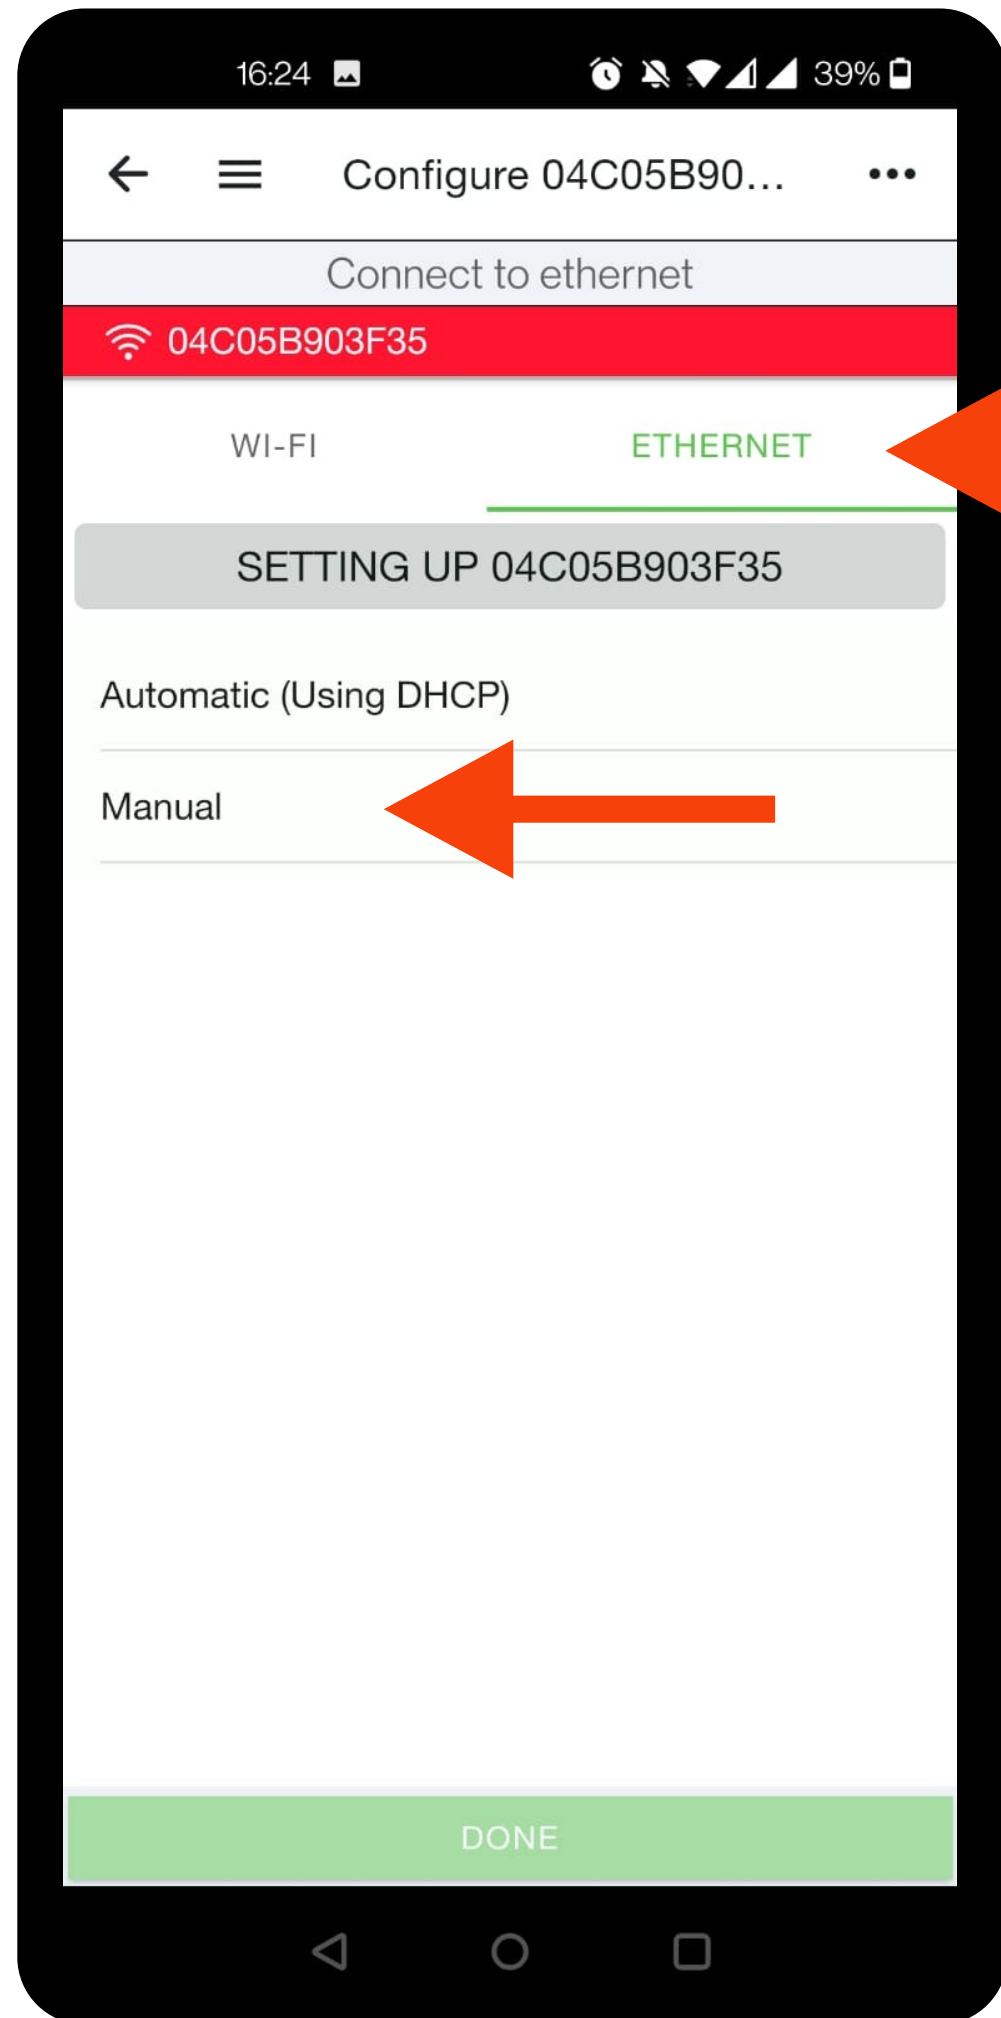 16:24
39%
Configure 04C05B90...
Connect to ethernet
04C05B903F35
WI-FI
ETHERNET
SETTING UP 04C05B903F35
Automatic (Using DHCP)
Manual
DONE